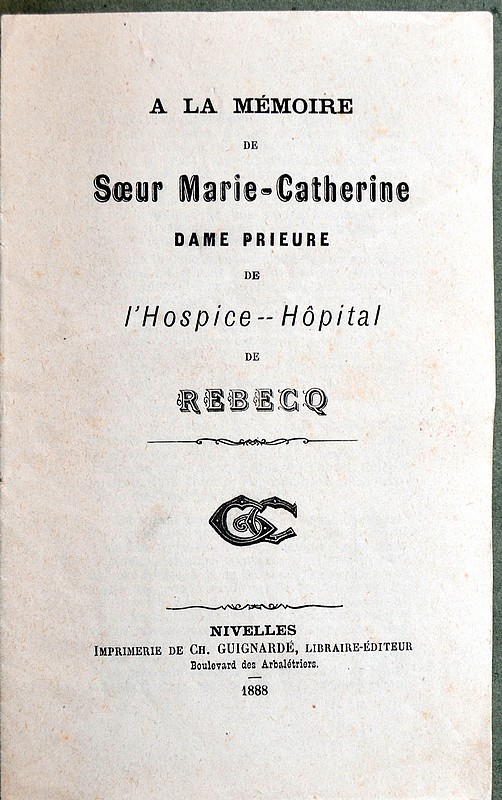 A LA MÉMOIRE
DE
Sœur Marie-Catherine
DAME PRIEURE
DE
l'Hospice--Hôpital
DE
REBECQ
NIVELLES
IMPRIMERIE DE CH. GUIGNARDÉ, LIBRAIRE-ÉDITEUR
Boulevard des Arbalétriers.
1888